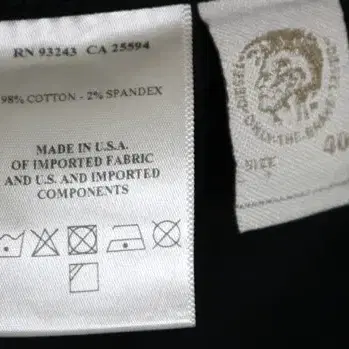 RN 93243 CA 25594
98% COTTON - 2% SPANDEX
MADE IN U.S.A.
OF IMPORTED FABRIC
AND U.S. AND IMPORTED
COMPONENTS
DIESEL
ONLY THE BRAVE
SIZE
40